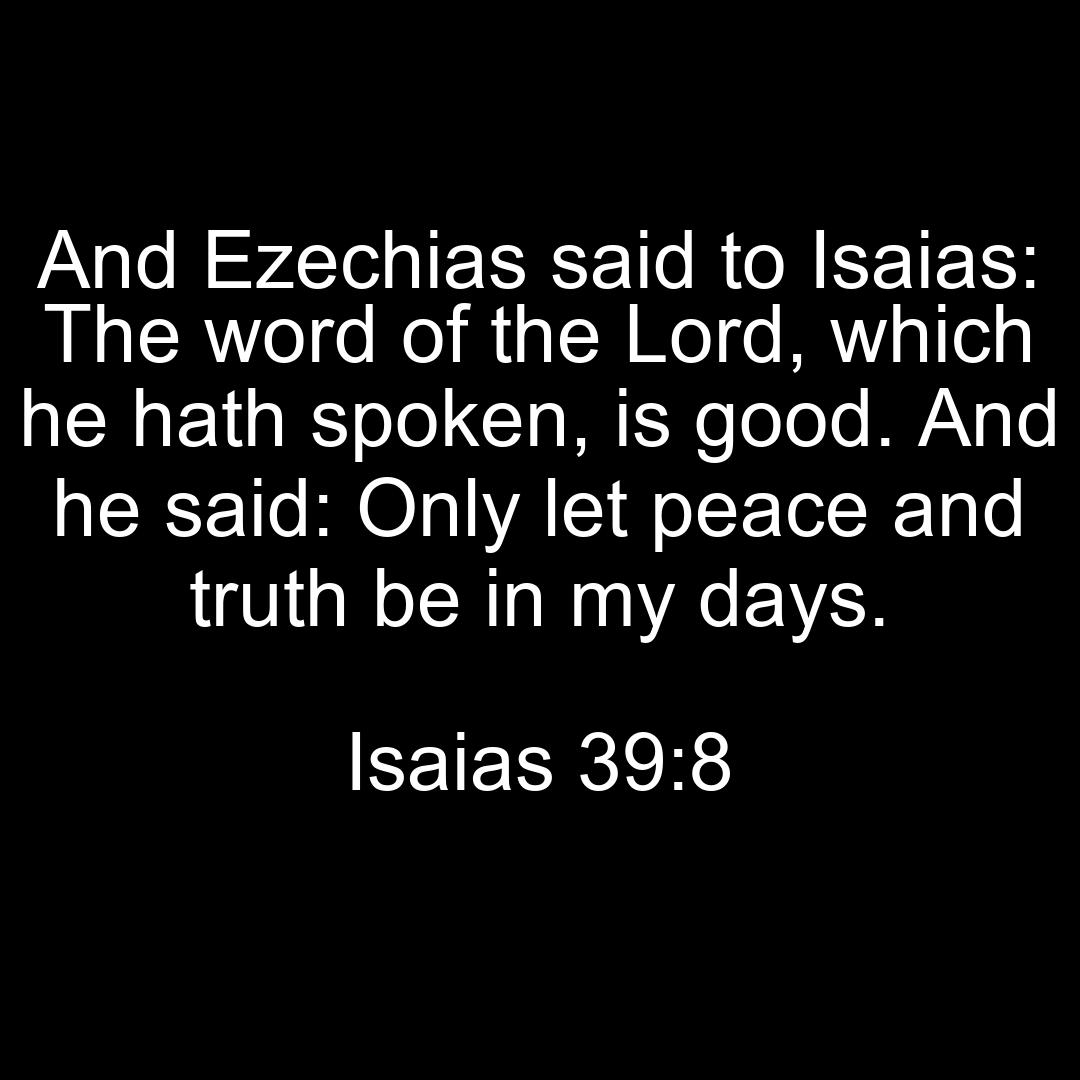 And Ezechias said to Isaias:
The word of the Lord, which
he hath spoken, is good. And
he said: Only let peace and
truth be in my days.
Isaias 39:8